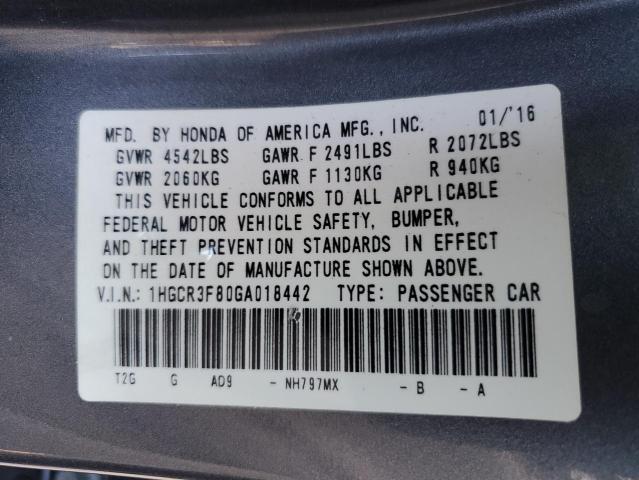 MFD. BY HONDA OF AMERICA MFG., INC. 01/'16
GVWR 4542LBS GAWR F 2491LBS R 2072LBS
GVWR 2060KG GAWR F 1130KG R 940KG
THIS VEHICLE CONFORMS TO ALL APPLICABLE
FEDERAL MOTOR VEHICLE SAFETY, BUMPER,
AND THEFT PREVENTION STANDARDS IN EFFECT
ON THE DATE OF MANUFACTURE SHOWN ABOVE.
V.I.N.: 1HGCR3F80GA018442 TYPE: PASSENGER CAR
T2G G AD9 - NH797MX - B - A